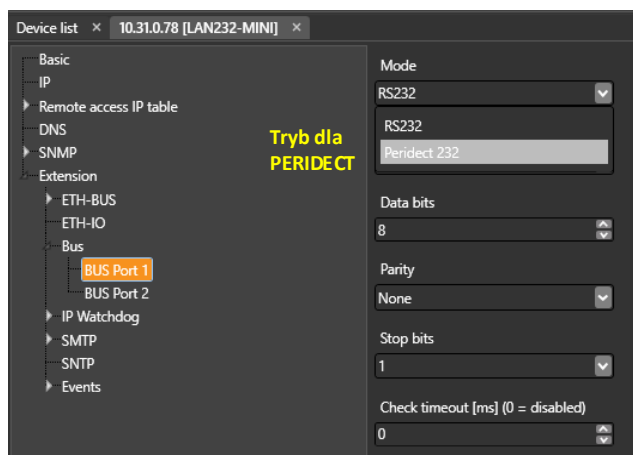 Device list × 10.31.0.78 [LAN232-MINI] ×
Basic
IP
Remote access IP table
DNS
SNMP
Extension
ETH-BUS
ETH-IO
Bus
BUS Port 1
BUS Port 2
IP Watchdog
SMTP
SNTP
Events
Tryb dla
PERIDECT
Mode
RS232
RS232
Peridect 232
Data bits
8
Parity
None
Stop bits
1
Check timeout [ms] (0 = disabled)
0